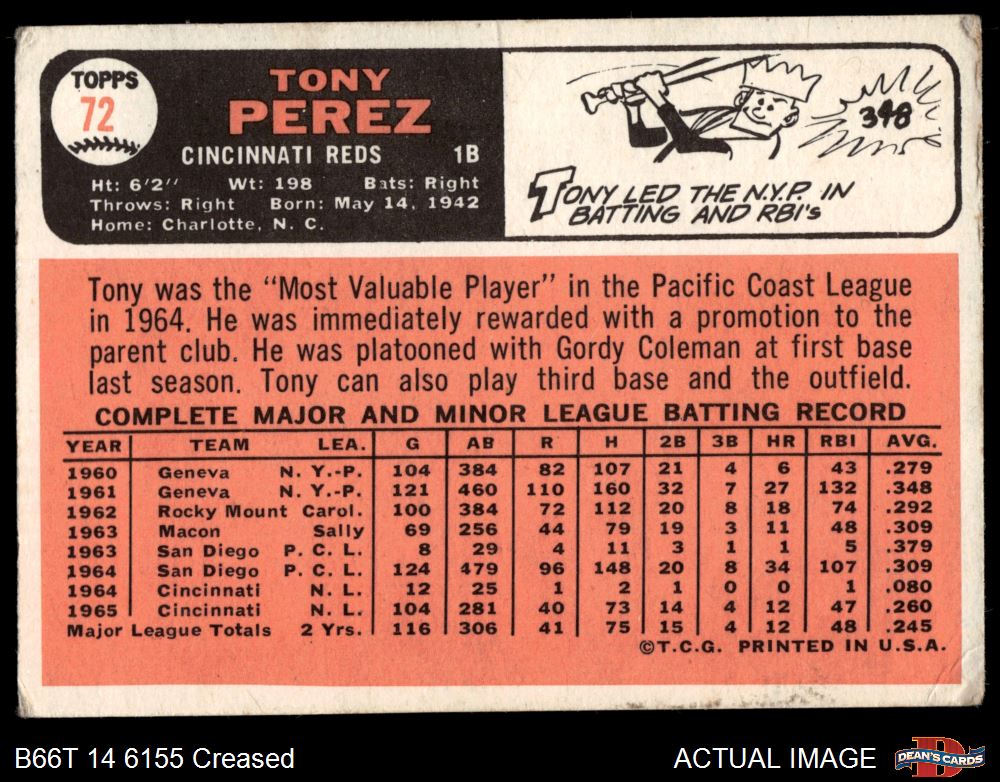 TOPPS
72
TONY
PEREZ
CINCINNATI REDS 1B
Ht: 6'2" Wt: 198 Bats: Right
Throws: Right Born: May 14, 1942
Home: Charlotte, N. C.
348
TONY LED THE N.Y.P. IN
BATTING AND RBI's
Tony was the "Most Valuable Player" in the Pacific Coast League
in 1964. He was immediately rewarded with a promotion to the
parent club. He was platooned with Gordy Coleman at first base
last season. Tony can also play third base and the outfield.
COMPLETE MAJOR AND MINOR LEAGUE BATTING RECORD
YEAR TEAM LEA. G AB R H 2B 3B HR RBI AVG.
1960 Geneva N. Y.-P. 104 384 82 107 21 4 6 43 .279
1961 Geneva N. Y.-P. 121 460 110 160 32 7 27 132 .348
1962 Rocky Mount Carol. 100 384 72 112 20 8 18 74 .292
1963 Macon Sally 69 256 44 79 19 3 11 48 .309
1963 San Diego P. C. L. 8 29 4 11 3 1 1 5 .379
1964 San Diego P. C. L. 124 479 96 148 20 8 34 107 .309
1964 Cincinnati N. L. 12 25 1 2 1 0 0 1 .080
1965 Cincinnati N. L. 104 281 40 73 14 4 12 47 .260
Major League Totals 2 Yrs. 116 306 41 75 15 4 12 48 .245
©T.C.G. PRINTED IN U.S.A.
B66T 14 6155 Creased
ACTUAL IMAGE
DEAN'S CARDS